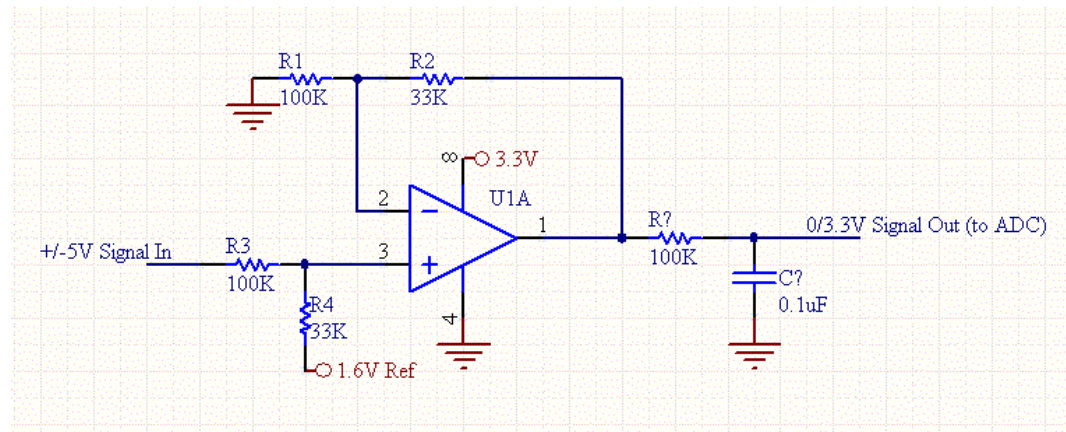 R1
100K
R2
33K
8
3.3V
U1A
2
−
1
R?
100K
0/3.3V Signal Out (to ADC)
+/-5V Signal In
R3
100K
3
+
R4
33K
4
C?
0.1uF
1.6V Ref